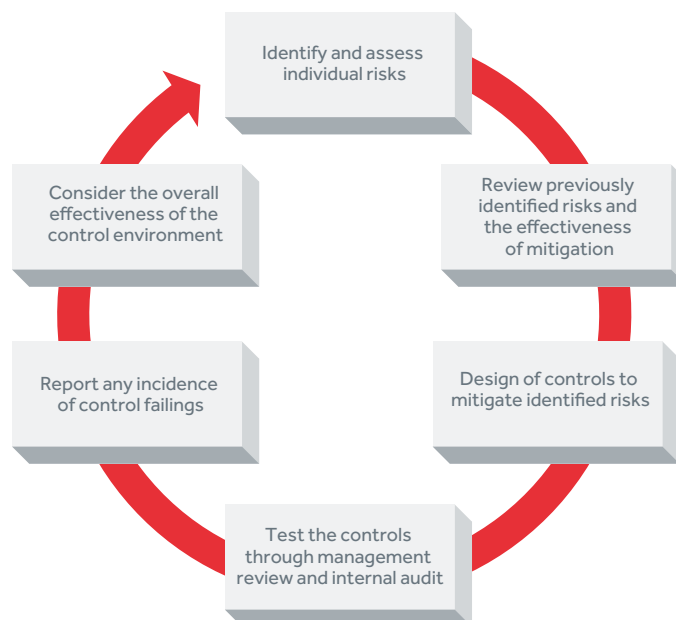 Identify and assess
individual risks
Review previously
identified risks and
the effectiveness
of mitigation
Design of controls to
mitigate identified risks
Test the controls
through management
review and internal audit
Report any incidence
of control failings
Consider the overall
effectiveness of the
control environment